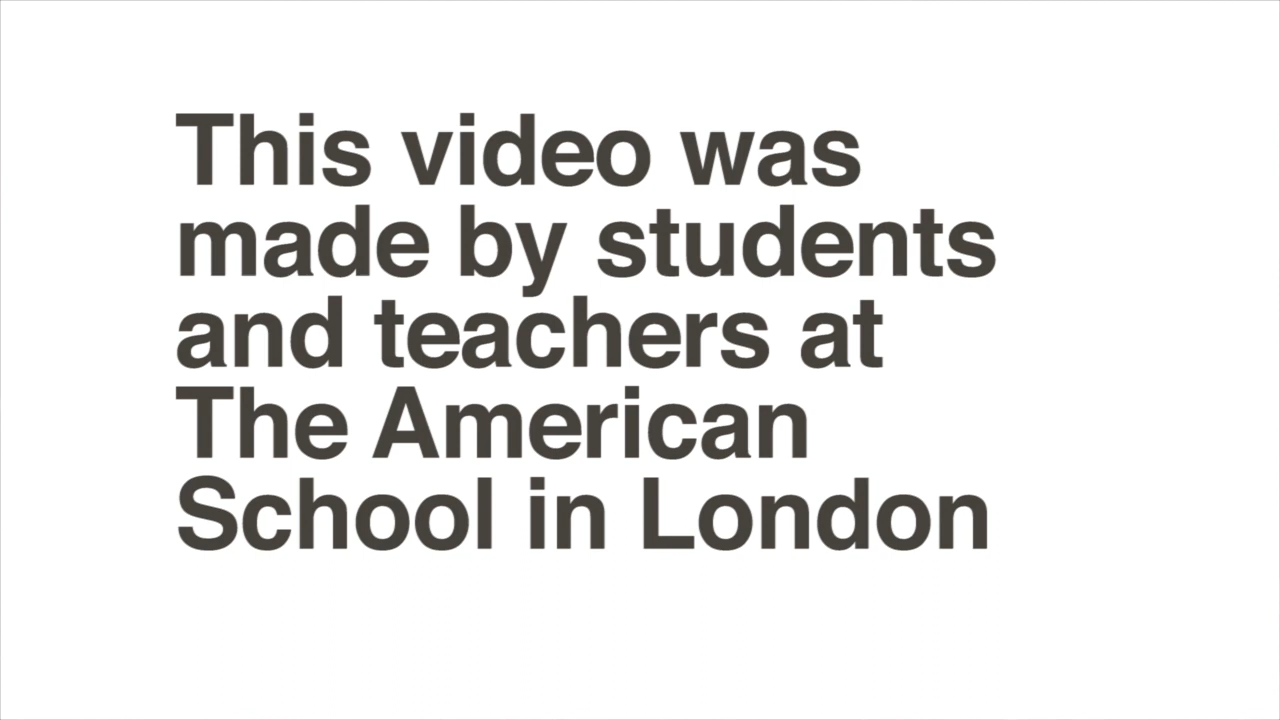 This video was
made by students
and teachers at
The American
School in London